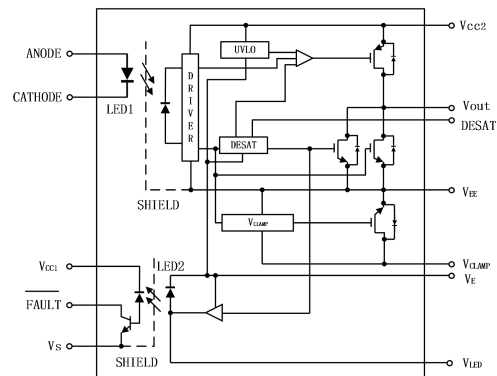 ANODE
CATHODE
LED1
SHIELD
DRIVER
UVLO
DESAT
VCLAMP
VCC1
FAULT
VS
LED2
SHIELD
Vcc2
Vout
DESAT
VEE
VCLAMP
VE
VLED